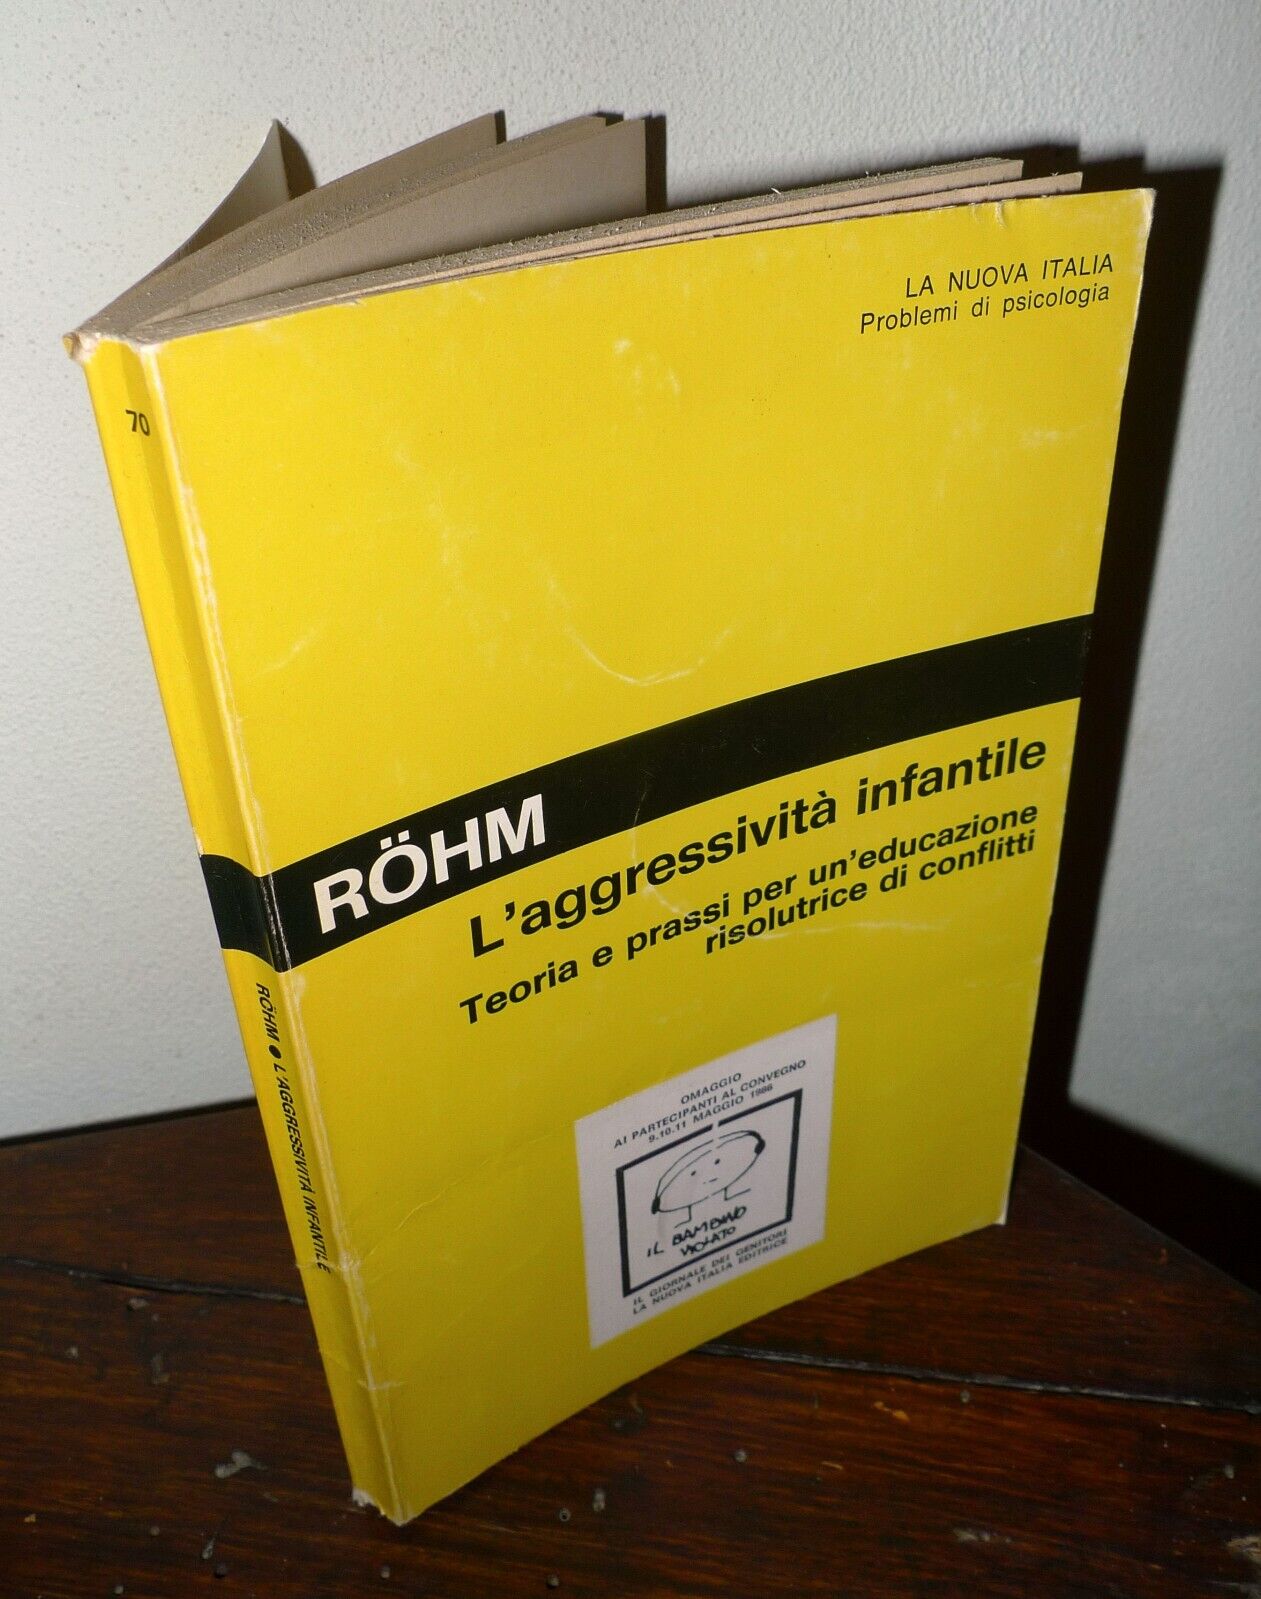 LA NUOVA ITALIA
Problemi di psicologia
70
RÖHM
L'aggressività infantile
Teoria e prassi per un'educazione
risolutrice di conflitti
RÖHM ● L'AGGRESSIVITÀ INFANTILE
OMAGGIO
AI PARTECIPANTI AL CONVEGNO
9.10.11 MAGGIO 1986
IL BAMBINO
VIOLATO
IL GIORNALE DEI GENITORI
LA NUOVA ITALIA EDITRICE